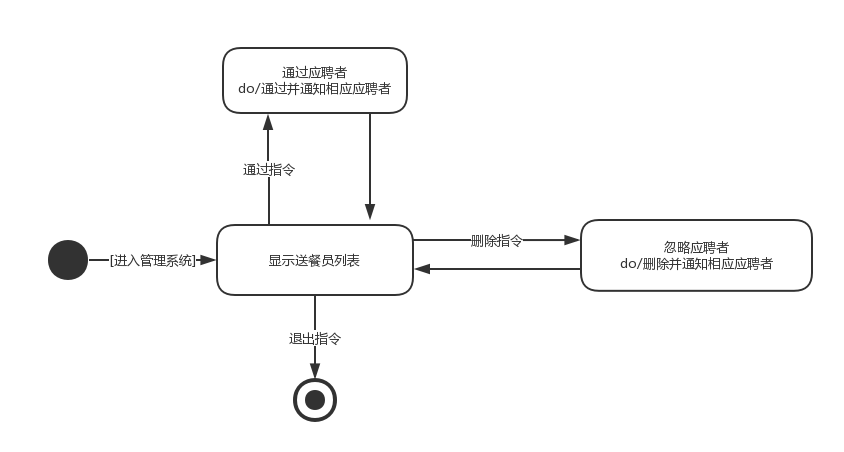 通过应聘者
do/通过并通知相应应聘者
通过指令
[进入管理系统]
显示送餐员列表
删除指令
忽略应聘者
do/删除并通知相应应聘者
退出指令